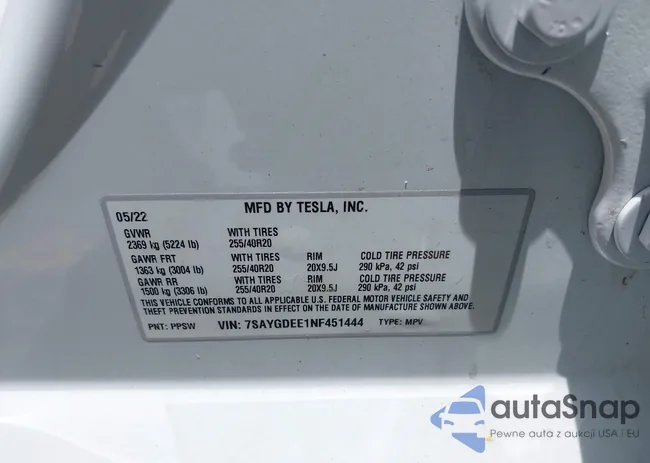 05/22 MFD BY TESLA, INC.
GVWR WITH TIRES
2369 kg (5224 lb) 255/40R20
GAWR FRT WITH TIRES RIM COLD TIRE PRESSURE
1363 kg (3004 lb) 255/40R20 20X9.5J 290 kPa, 42 psi
GAWR RR WITH TIRES RIM COLD TIRE PRESSURE
1500 kg (3306 lb) 255/40R20 20X9.5J 290 kPa, 42 psi
THIS VEHICLE CONFORMS TO ALL APPLICABLE U.S. FEDERAL MOTOR VEHICLE SAFETY AND
THEFT PREVENTION STANDARDS IN EFFECT ON THE DATE OF MANUFACTURE SHOWN ABOVE.
PNT: PPSW VIN: 7SAYGDEE1NF451444 TYPE: MPV
autaSnap
Pewne auta z aukcji USA i EU